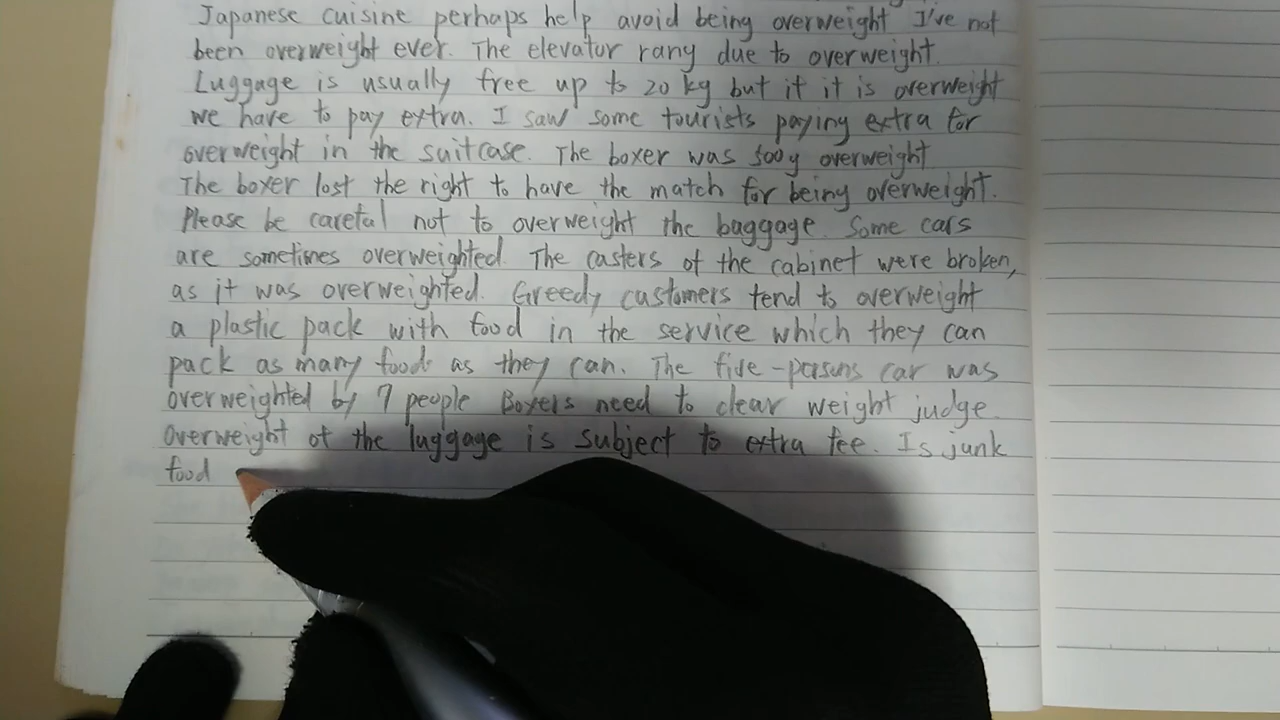 Japanese cuisine perhaps help avoid being overweight I've not
been overweight ever. The elevator rang due to overweight.
Luggage is usually free up to 20 kg but it it is overweight
we have to pay extra. I saw some tourists paying extra for
overweight in the suitcase. The boxer was 500g overweight
The boxer lost the right to have the match for being overweight.
Please be careful not to overweight the baggage. Some cars
are sometimes overweighted. The casters of the cabinet were broken,
as it was overweighted. Greedy customers tend to overweight
a plastic pack with food in the service which they can
pack as many foods as they can. The five-persons car was
overweighted by 7 people Boxers need to clear weight judge.
Overweight of the luggage is subject to extra fee. Is junk
food